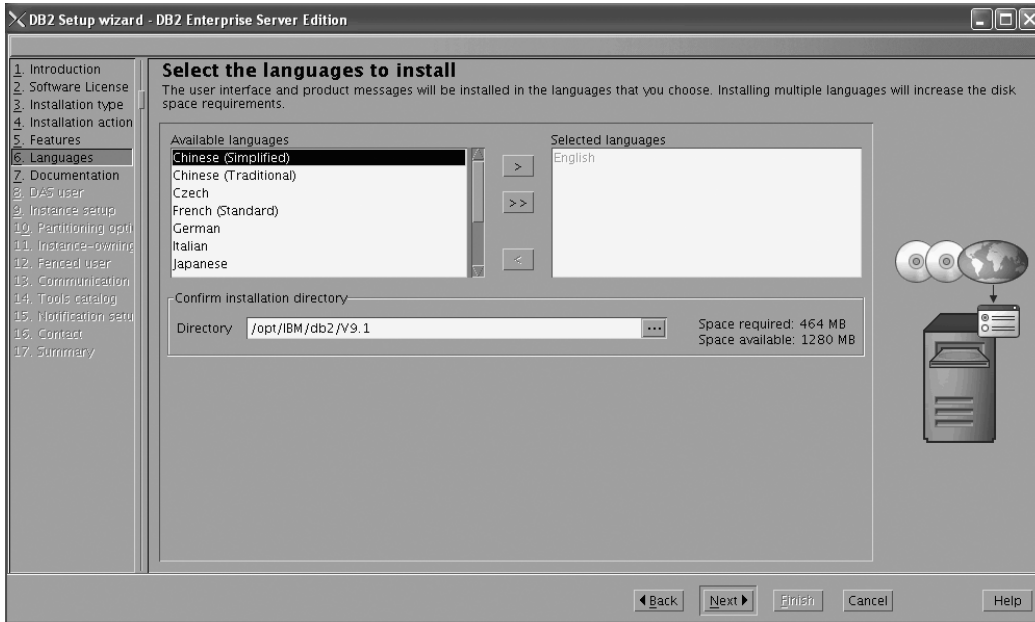 DB2 Setup wizard - DB2 Enterprise Server Edition
1. Introduction
2. Software License
3. Installation type
4. Installation action
5. Features
6. Languages
7. Documentation
8. DAS user
9. Instance setup
10. Partitioning opti
11. Instance-owning
12. Fenced user
13. Communication
14. Tools catalog
15. Notification setu
16. Contact
17. Summary
Select the languages to install
The user interface and product messages will be installed in the languages that you choose. Installing multiple languages will increase the disk
space requirements.
Available languages
Chinese (Simplified)
Chinese (Traditional)
Czech
French (Standard)
German
Italian
Japanese
>
>>
<
Selected languages
English
Confirm installation directory
Directory /opt/IBM/db2/V9.1 ...
Space required: 464 MB
Space available: 1280 MB
Back Next Finish Cancel Help